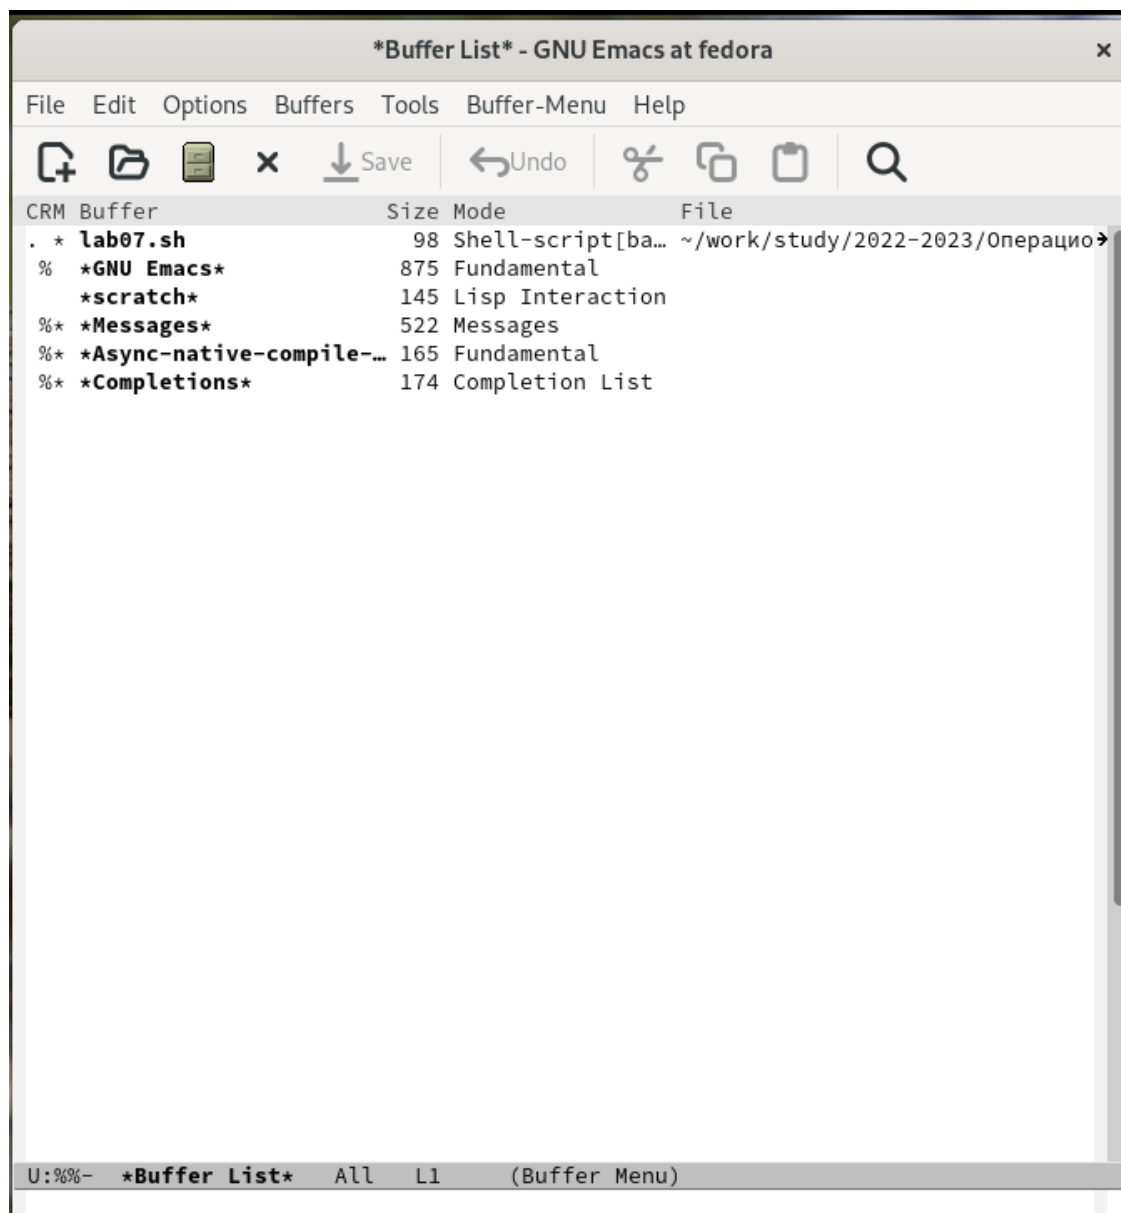 *Buffer List* - GNU Emacs at fedora ×
File Edit Options Buffers Tools Buffer-Menu Help
Save Undo
CRM Buffer Size Mode File
. * lab07.sh 98 Shell-script[ba… ~/work/study/2022-2023/Операцио→
% *GNU Emacs* 875 Fundamental
*scratch* 145 Lisp Interaction
%* *Messages* 522 Messages
%* *Async-native-compile-… 165 Fundamental
%* *Completions* 174 Completion List
U:%%- *Buffer List* All L1 (Buffer Menu)